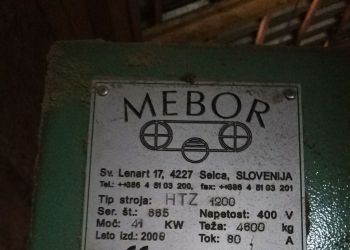 MEBOR
Sv. Lenart 17, 4227 Selca, SLOVENIJA
Tel.: ++386 4 51 03 200, fax: ++386 4 51 03 201
Tip stroja: HTZ 1200
Ser. št.: 885 Napetost: 400 V
Moč: 41 KW Teža: 4600 kg
Leto izd.: 2006 Tok: 80 A